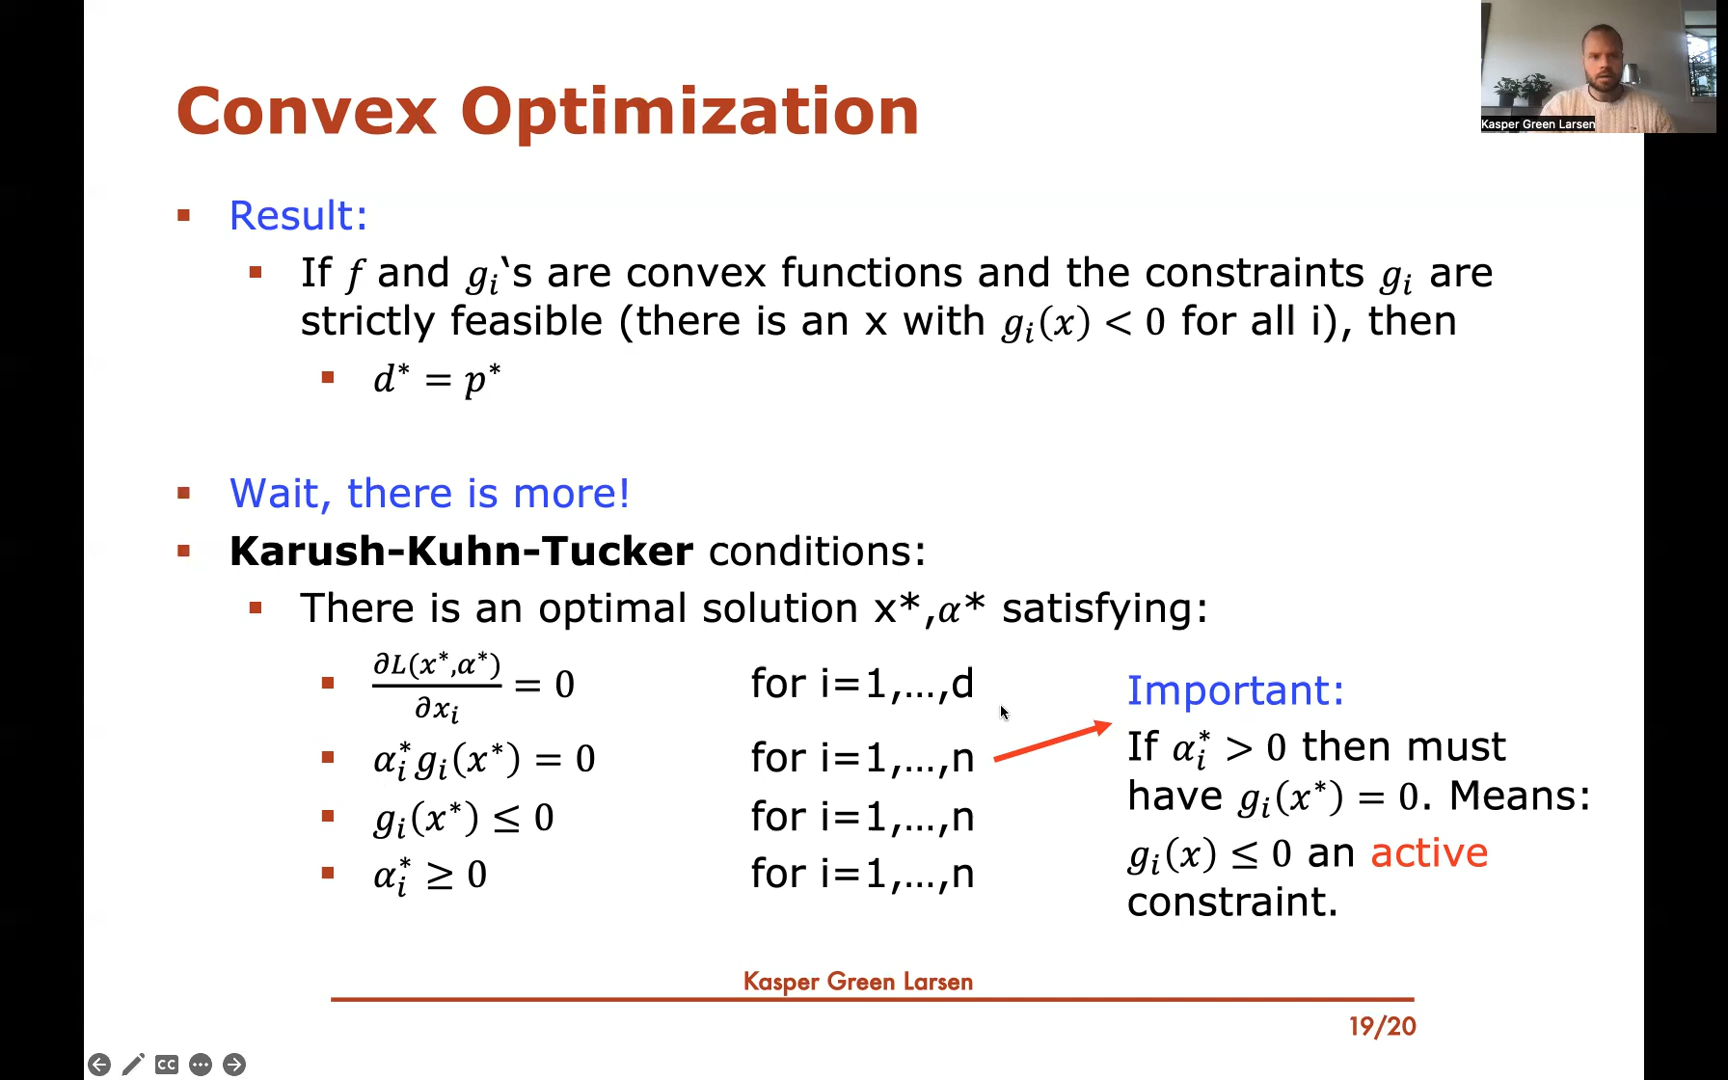 Kasper Green Larsen
Convex Optimization
▪ Result:
▪ If f and gᵢ‘s are convex functions and the constraints gᵢ are
strictly feasible (there is an x with gᵢ(x) < 0 for all i), then
▪ d* = p*
▪ Wait, there is more!
▪ Karush-Kuhn-Tucker conditions:
▪ There is an optimal solution x*,α* satisfying:
▪ ∂L(x*,α*)/∂xᵢ = 0 for i=1,...,d
▪ αᵢ*gᵢ(x*) = 0 for i=1,...,n
▪ gᵢ(x*) ≤ 0 for i=1,...,n
▪ αᵢ* ≥ 0 for i=1,...,n
Important:
If αᵢ* > 0 then must
have gᵢ(x*) = 0. Means:
gᵢ(x) ≤ 0 an active
constraint.
Kasper Green Larsen
19/20
CC